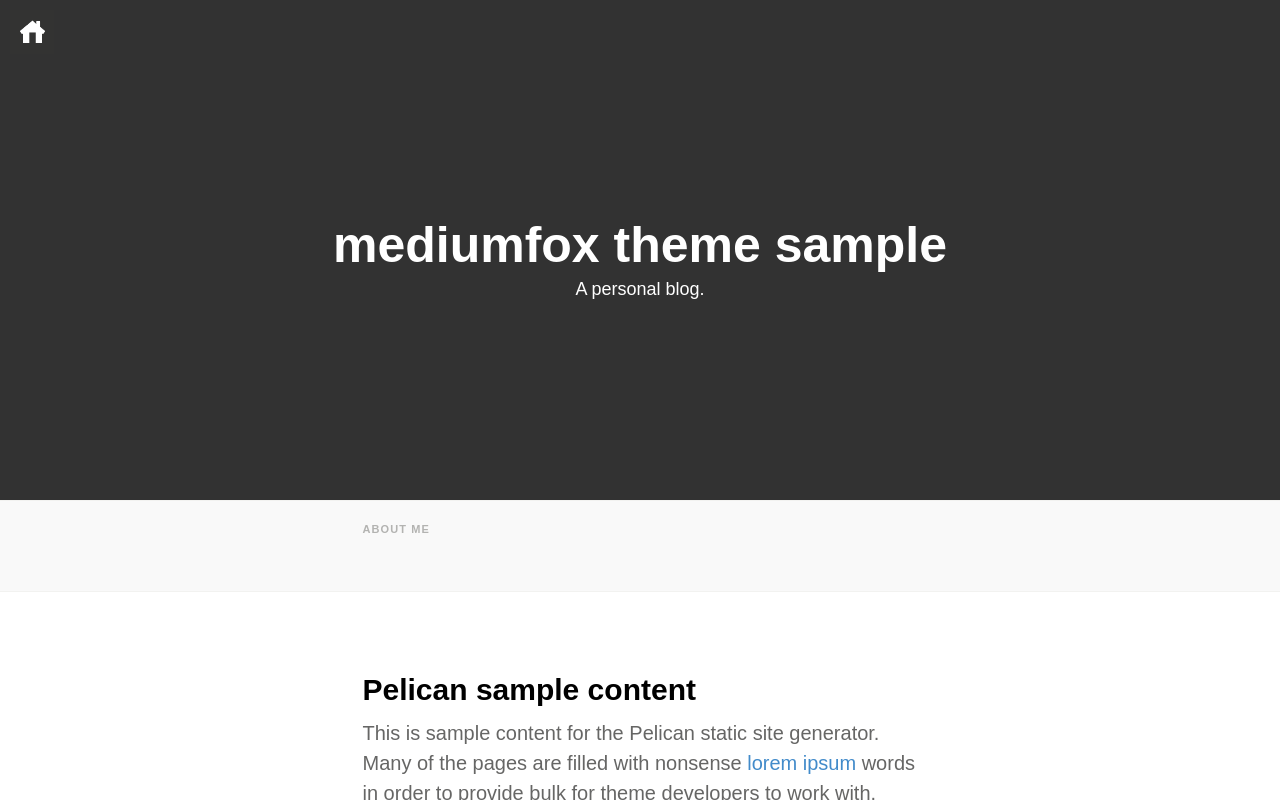 mediumfox theme sample
A personal blog.
ABOUT ME
Pelican sample content
This is sample content for the Pelican static site generator.
Many of the pages are filled with nonsense lorem ipsum words
in order to provide bulk for theme developers to work with.